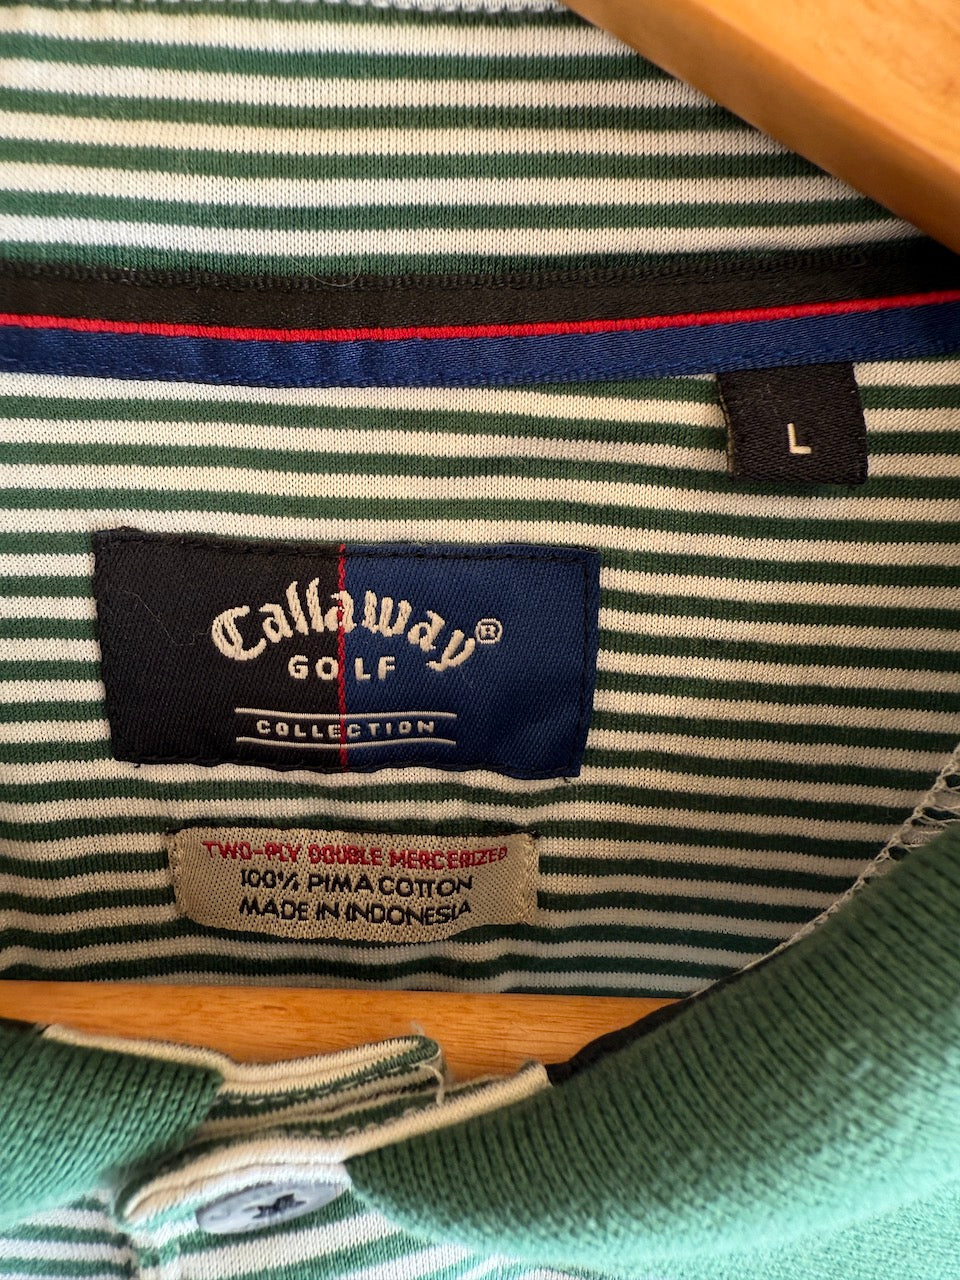 L
Callaway®
GOLF
COLLECTION
TWO-PLY DOUBLE MERCERIZED
100% PIMA COTTON
MADE IN INDONESIA